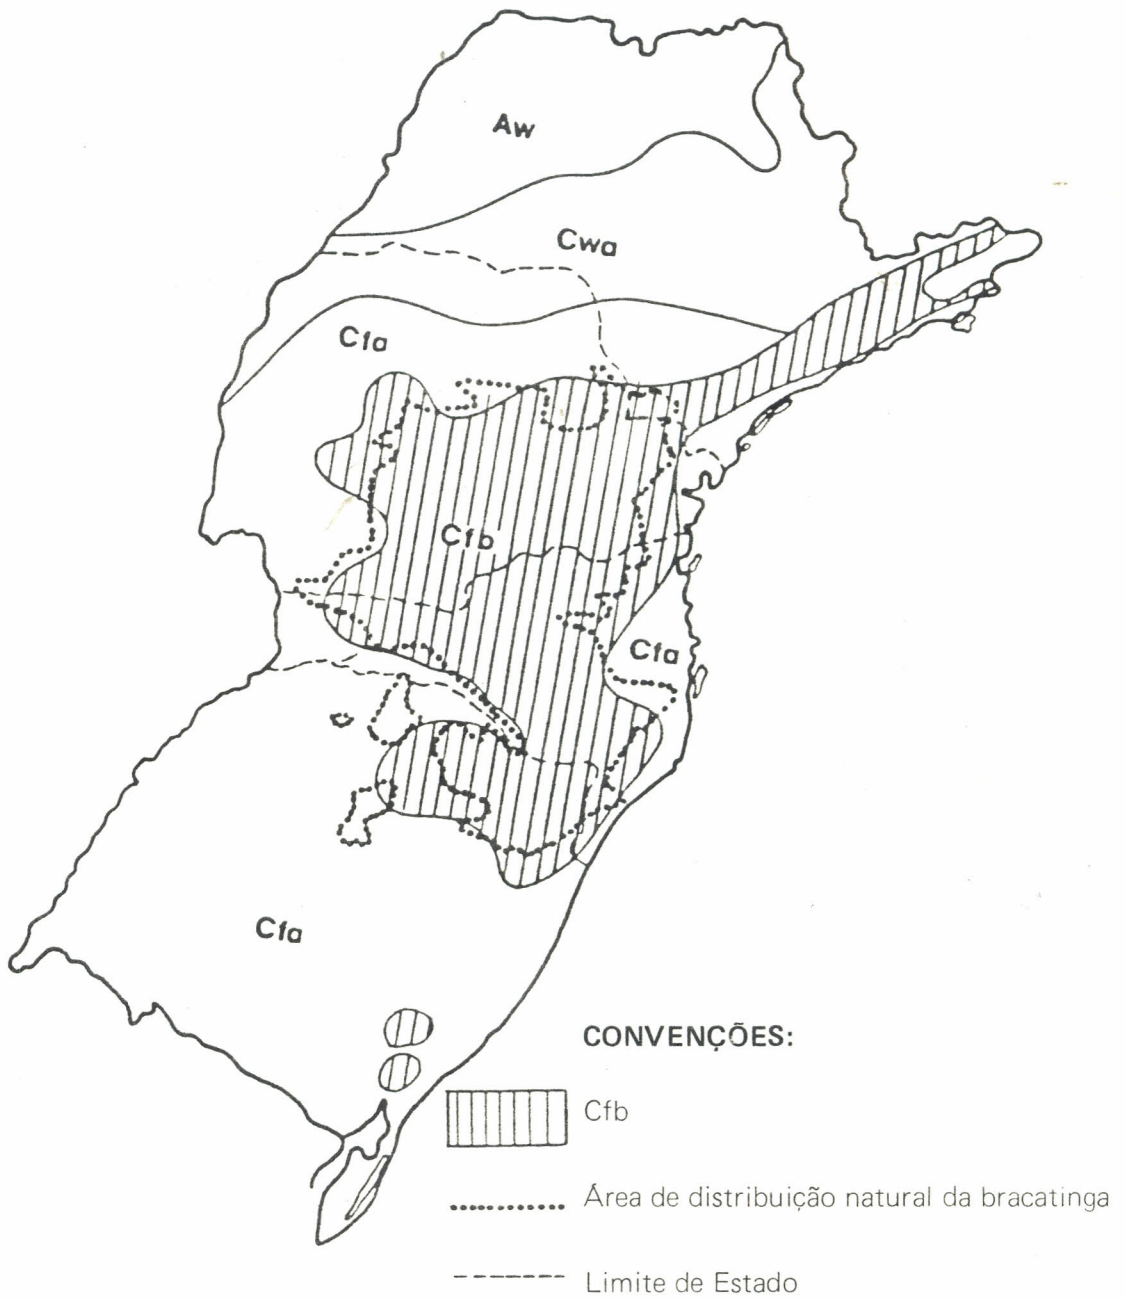 Aw
Cwa
Cfa
Cfb
Cfa
Cfa
CONVENÇÕES:
Cfb
Área de distribuição natural da bracatinga
Limite de Estado